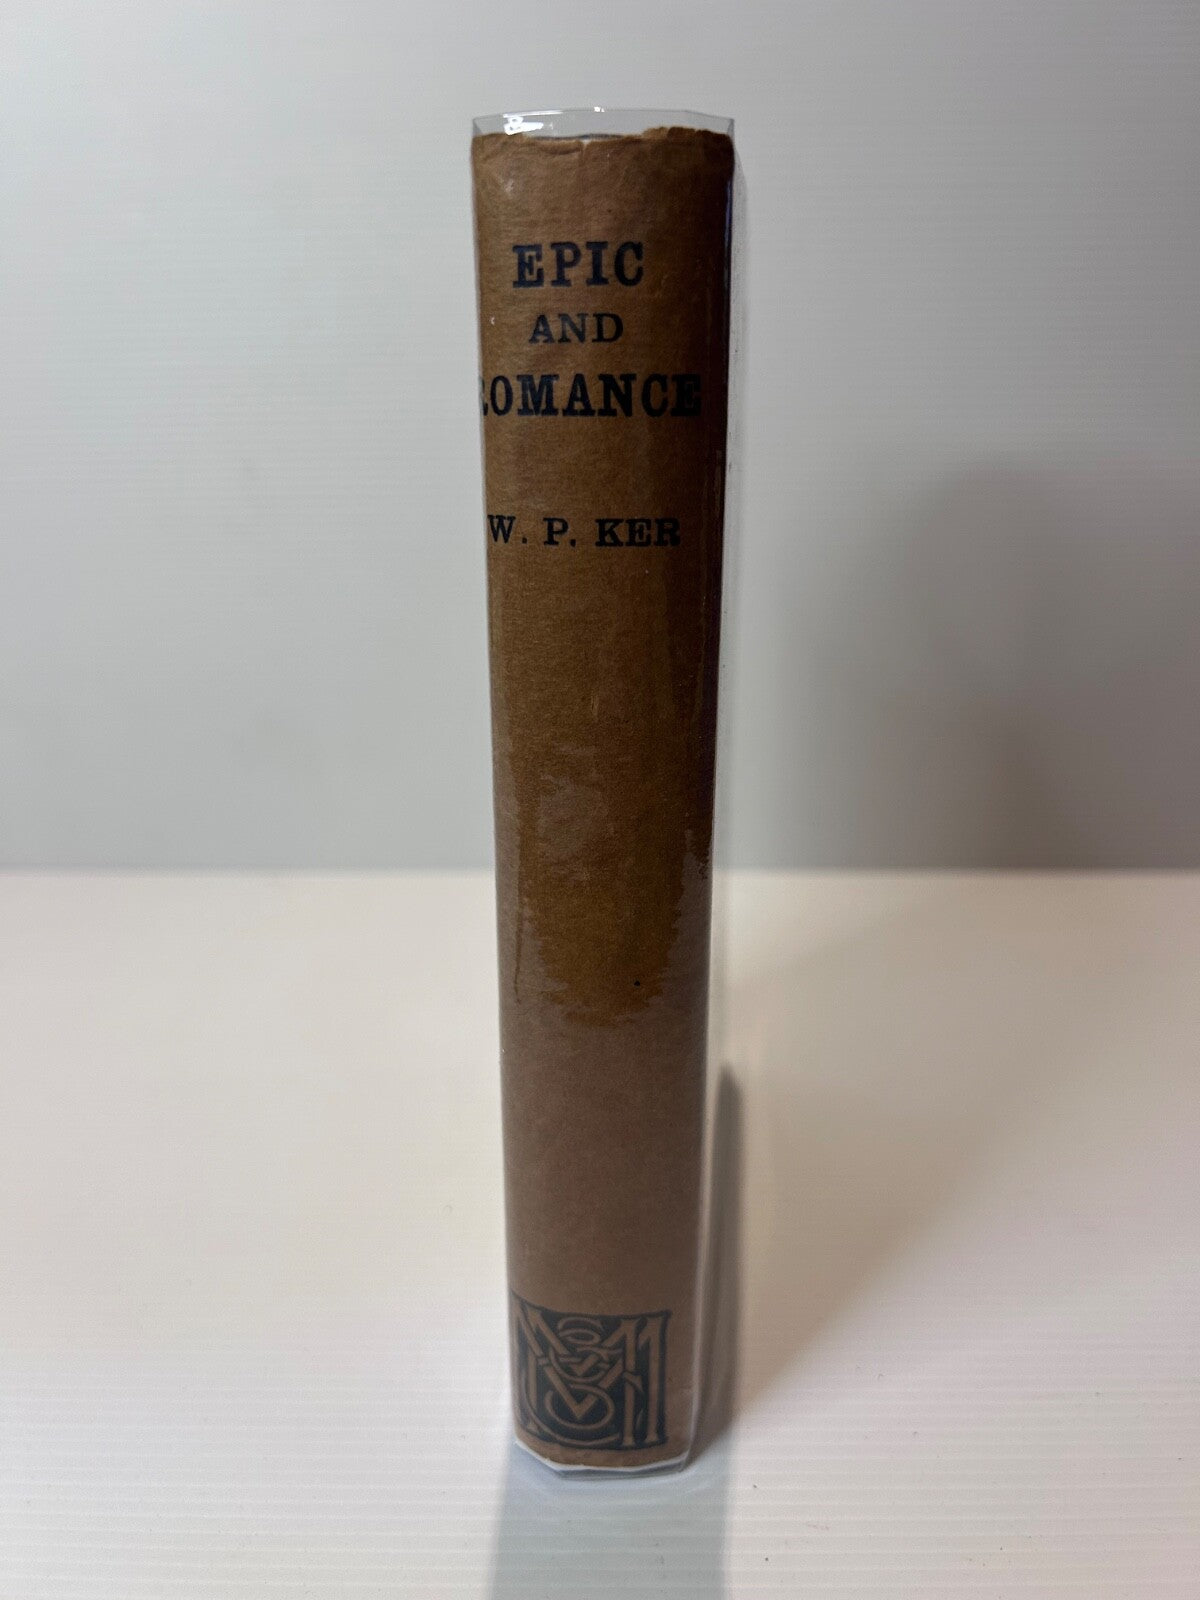 EPIC
AND
ROMANCE
W. P. KER